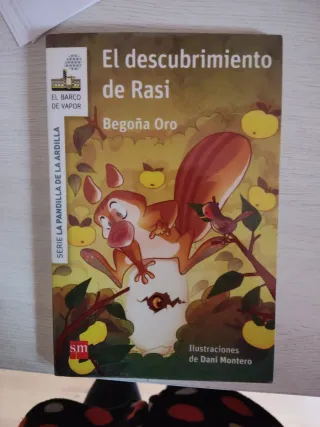 El descubrimiento
de Rasi
Begoña Oro
EL BARCO
DE VAPOR
SERIE LA PANDILLA DE LA ARDILLA
Ilustraciones
de Dani Montero
sm